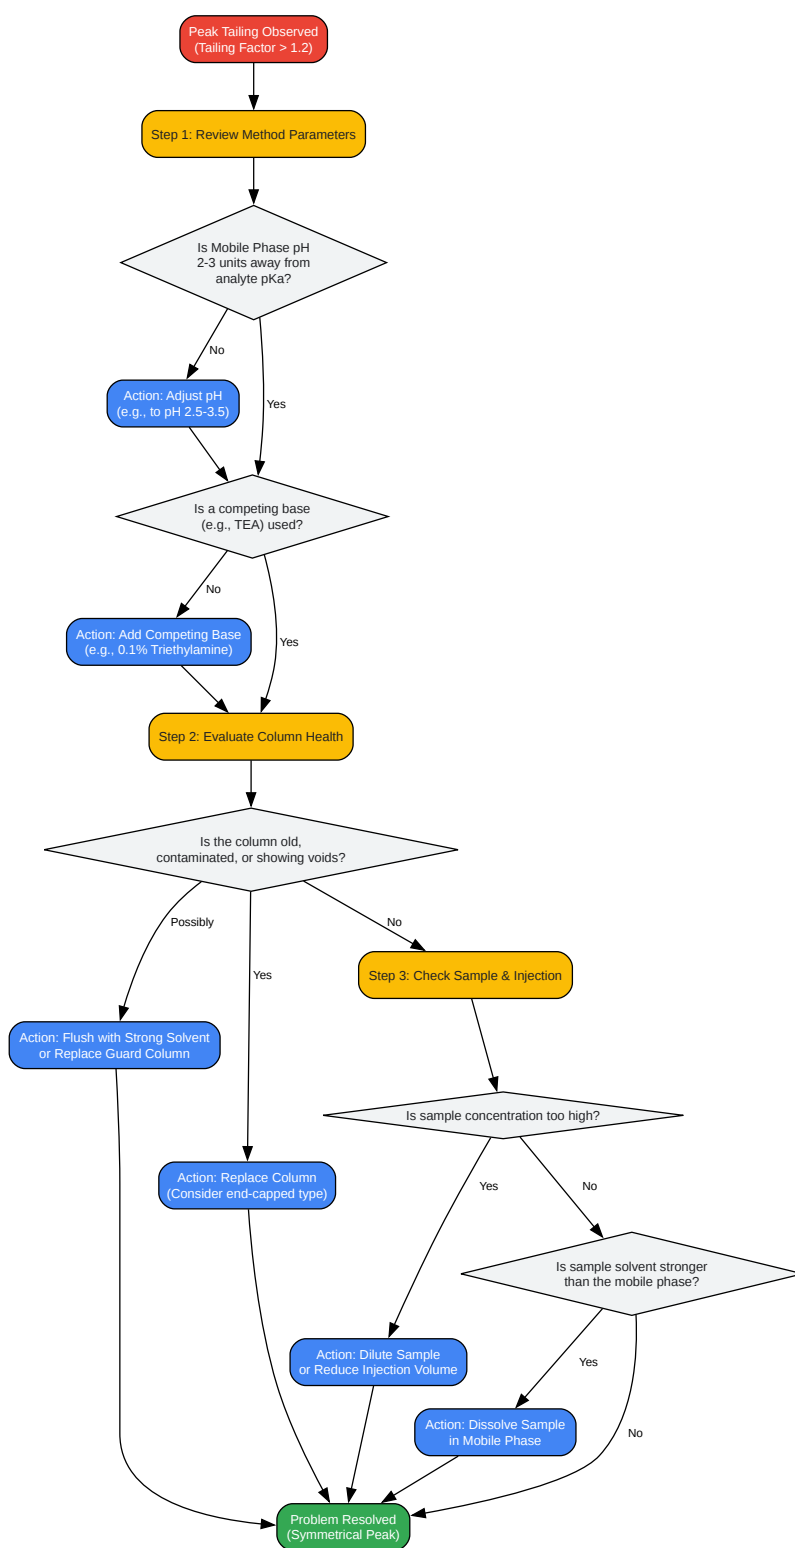 Peak Tailing Observed
(Tailing Factor > 1.2)
Step 1: Review Method Parameters
Is Mobile Phase pH
2-3 units away from
analyte pKa?
No
Action: Adjust pH
(e.g., to pH 2.5-3.5)
Yes
Is a competing base
(e.g., TEA) used?
No
Action: Add Competing Base
(e.g., 0.1% Triethylamine)
Yes
Step 2: Evaluate Column Health
Is the column old,
contaminated, or showing voids?
Possibly
No
Yes
Step 3: Check Sample & Injection
Action: Flush with Strong Solvent
or Replace Guard Column
Is sample concentration too high?
Action: Replace Column
(Consider end-capped type)
Yes
No
Is sample solvent stronger
than the mobile phase?
Action: Dilute Sample
or Reduce Injection Volume
Yes
Action: Dissolve Sample
in Mobile Phase
No
Problem Resolved
(Symmetrical Peak)